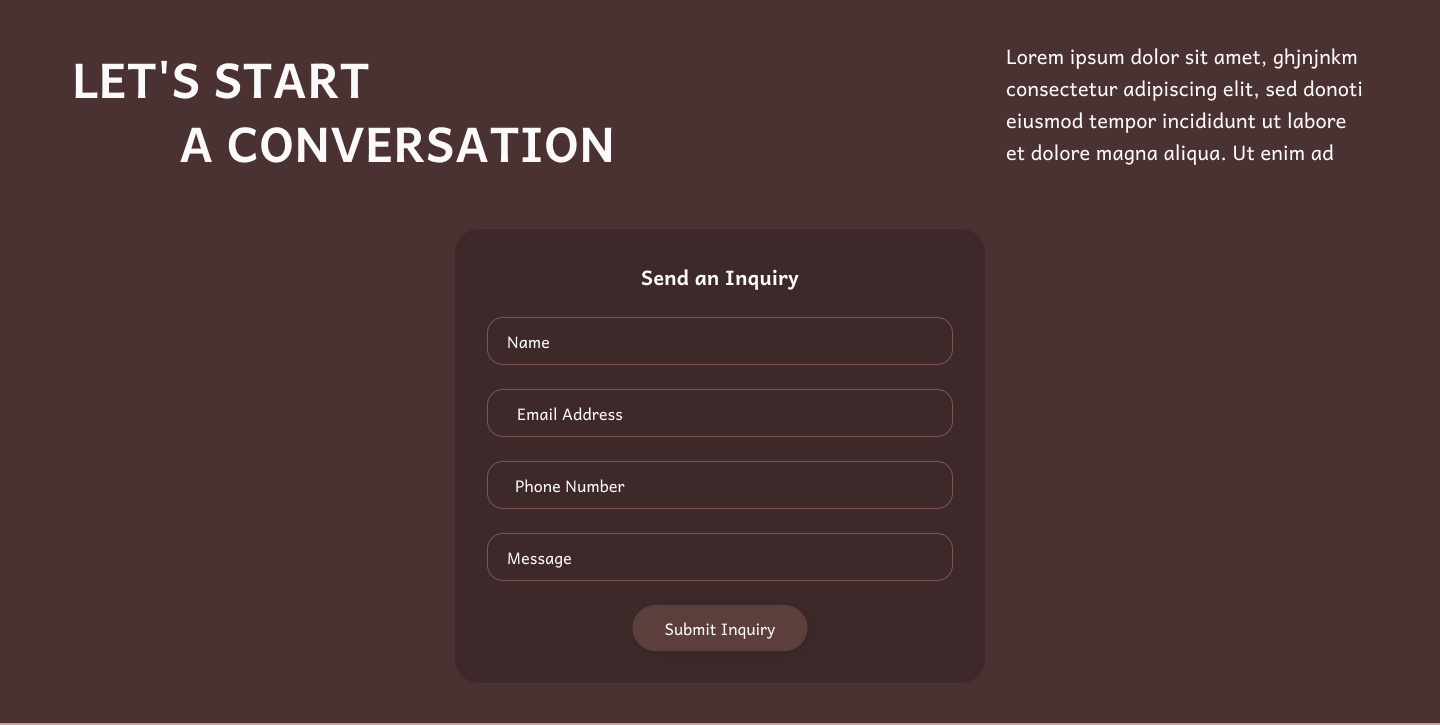 LET'S START
A CONVERSATION
Lorem ipsum dolor sit amet, ghjnjnkm
consectetur adipiscing elit, sed donoti
eiusmod tempor incididunt ut labore
et dolore magna aliqua. Ut enim ad
Send an Inquiry
Name
Email Address
Phone Number
Message
Submit Inquiry